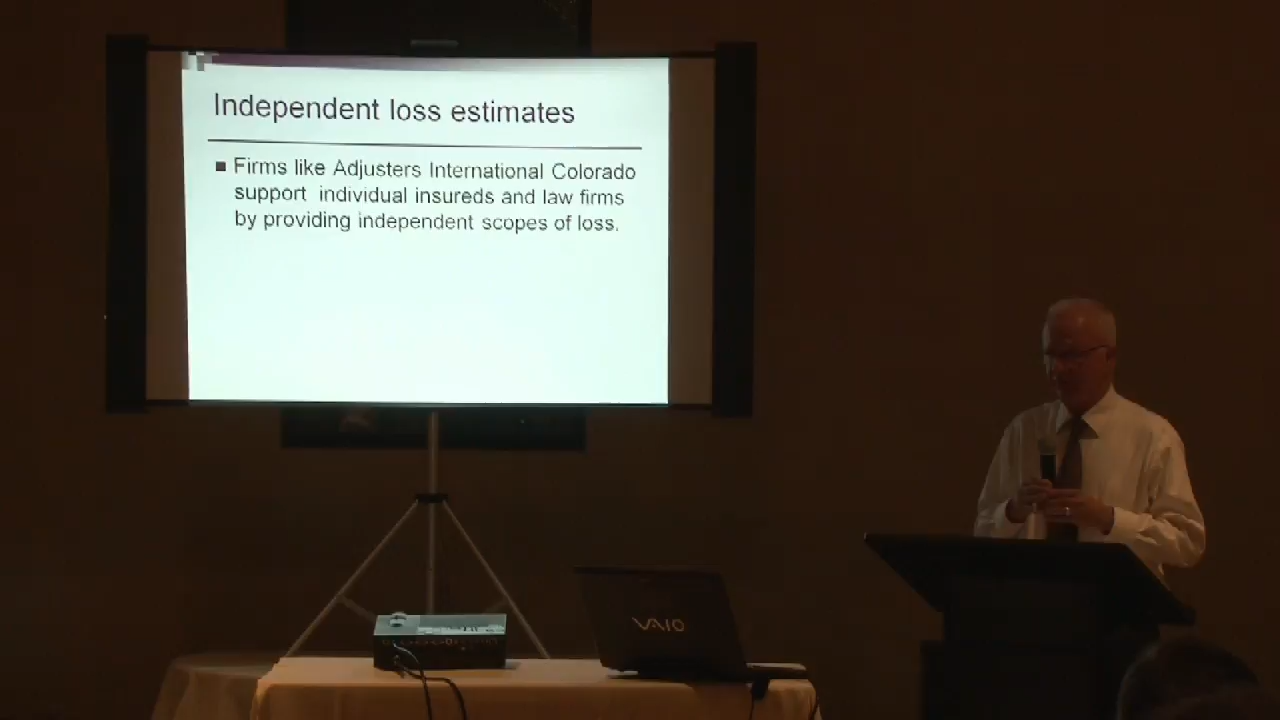 Independent loss estimates
Firms like Adjusters International Colorado
support individual insureds and law firms
by providing independent scopes of loss.
VAIO